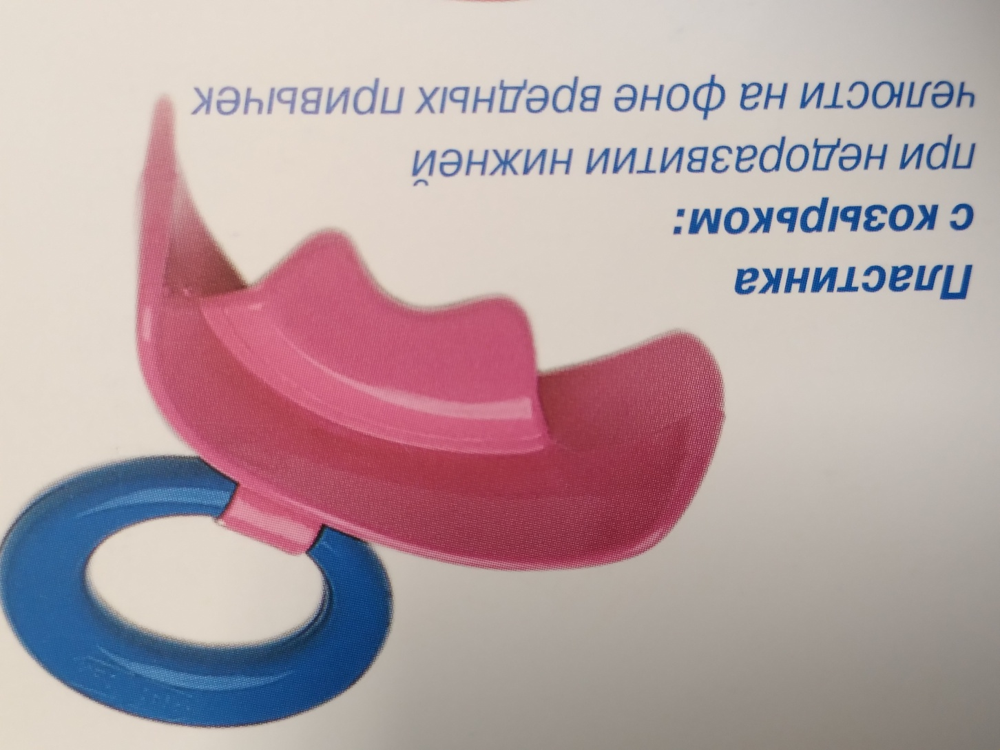 Пластинка
с козырьком:
при недоразвитии нижней
челюсти на фоне вредных привычек